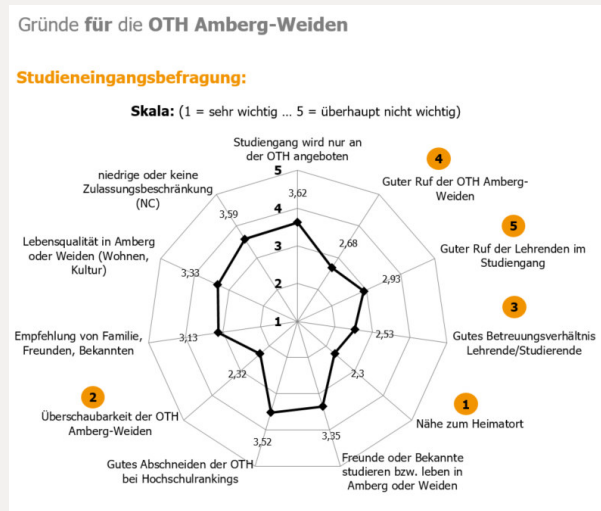 Gründe für die OTH Amberg-Weiden
Studieneingangsbefragung:
Skala: (1 = sehr wichtig ... 5 = überhaupt nicht wichtig)
Studiengang wird nur an
der OTH angeboten
4
Guter Ruf der OTH Amberg-
Weiden
5
Guter Ruf der Lehrenden im
Studiengang
3
Gutes Betreuungsverhältnis
Lehrende/Studierende
1
Nähe zum Heimatort
Freunde oder Bekannte
studieren bzw. leben in
Amberg oder Weiden
Gutes Abschneiden der OTH
bei Hochschulrankings
2
Überschaubarkeit der OTH
Amberg-Weiden
Empfehlung von Familie,
Freunden, Bekannten
Lebensqualität in Amberg
oder Weiden (Wohnen,
Kultur)
niedrige oder keine
Zulassungsbeschränkung
(NC)
5
4
3
2
1
3,62
2,68
2,93
2,53
2,3
3,35
3,52
2,32
3,13
3,33
3,59